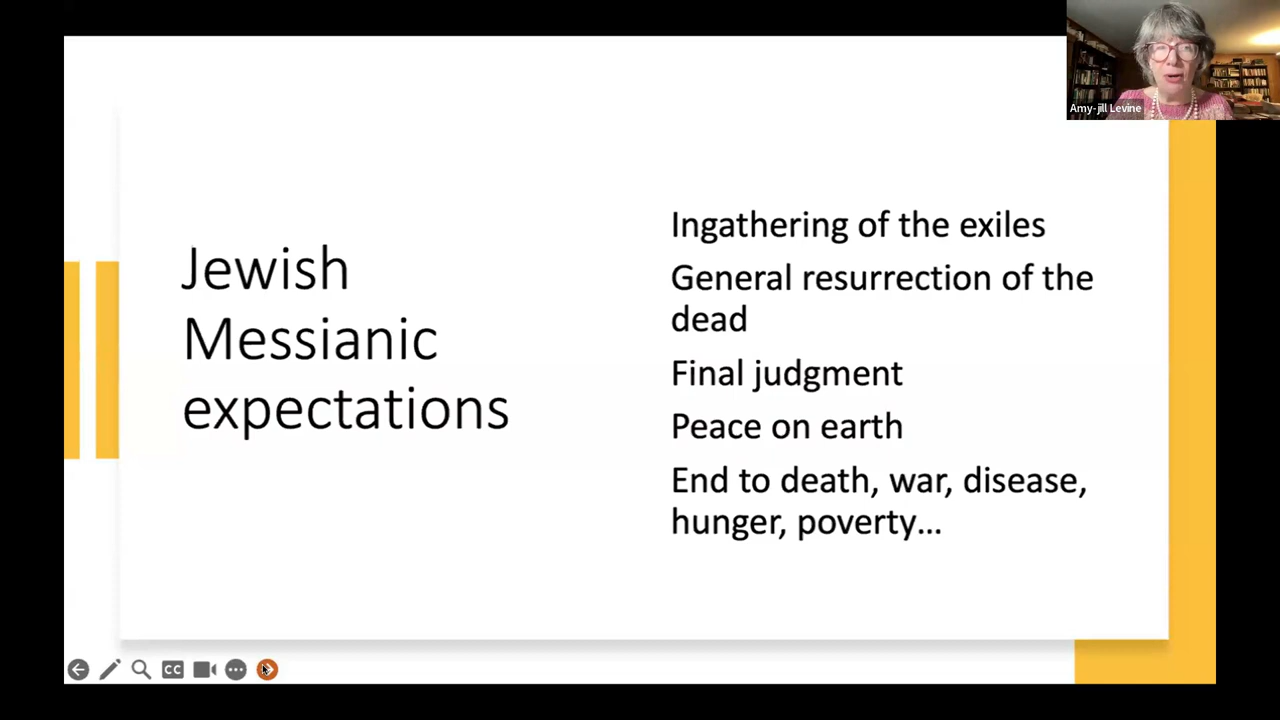 Amy-jill Levine
Jewish
Messianic
expectations
Ingathering of the exiles
General resurrection of the
dead
Final judgment
Peace on earth
End to death, war, disease,
hunger, poverty...
CC